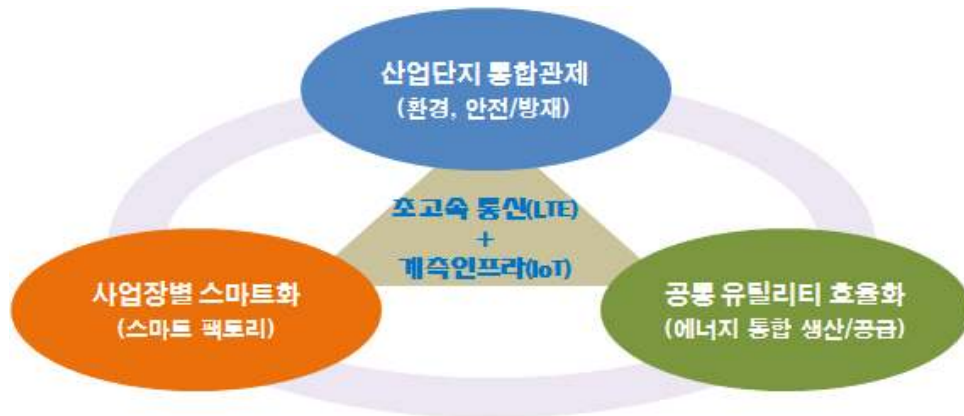 산업단지 통합관제
(환경, 안전/방재)
초고속 통신(LTE)
+
계측인프라(IoT)
사업장별 스마트화
(스마트 팩토리)
공통 유틸리티 효율화
(에너지 통합 생산/공급)